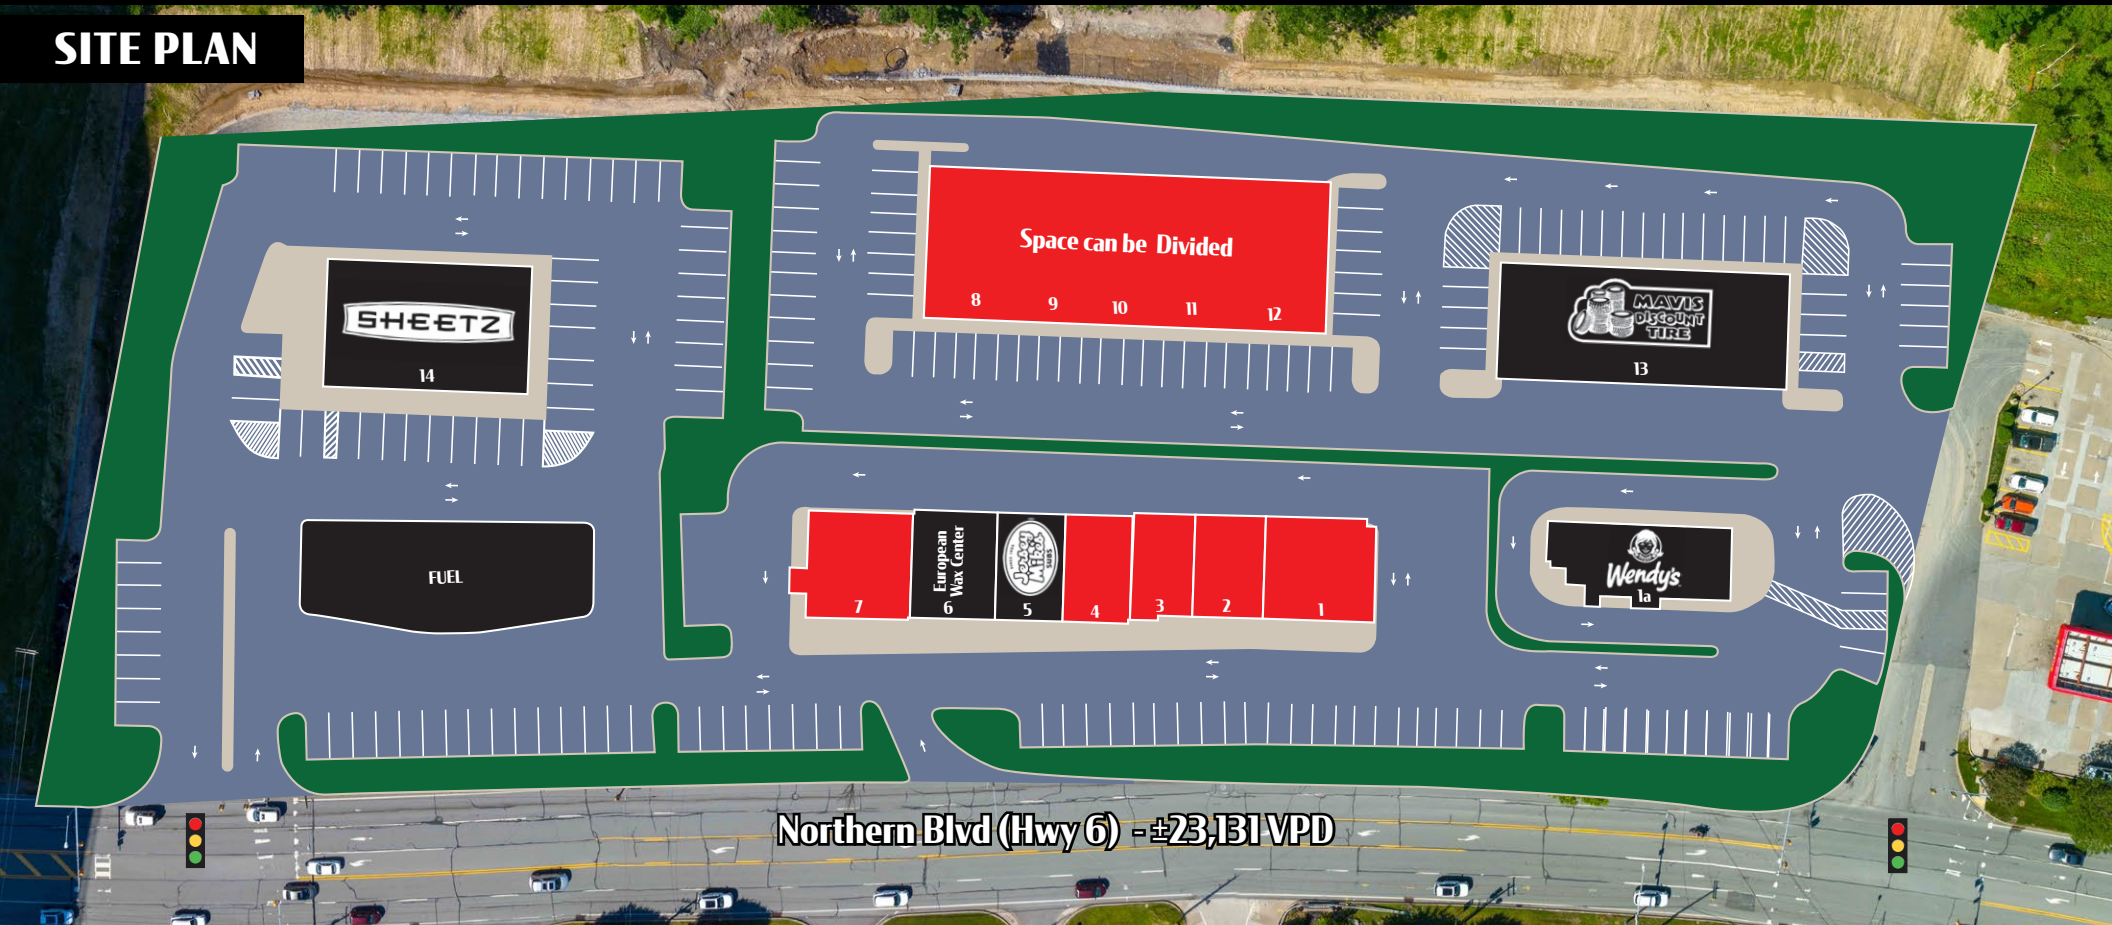 SITE PLAN
Space can be Divided
8 9 10 11 12
SHEETZ
14
MAVIS
DISCOUNT
TIRE
13
FUEL
7
European
Wax Center
6
Jersey
Mike's
SUBS
5
4
3
2
1
Wendy's
1a
Northern Blvd (Hwy 6) - ±23,131 VPD